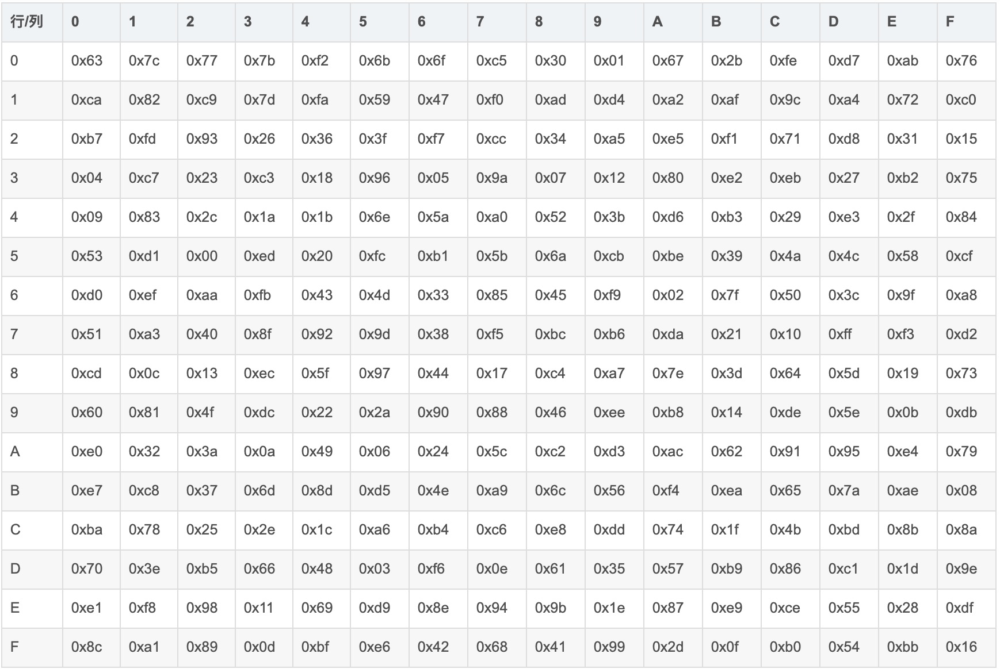 行/列 0 1 2 3 4 5 6 7 8 9 A B C D E F
0 0x63 0x7c 0x77 0x7b 0xf2 0x6b 0x6f 0xc5 0x30 0x01 0x67 0x2b 0xfe 0xd7 0xab 0x76
1 0xca 0x82 0xc9 0x7d 0xfa 0x59 0x47 0xf0 0xad 0xd4 0xa2 0xaf 0x9c 0xa4 0x72 0xc0
2 0xb7 0xfd 0x93 0x26 0x36 0x3f 0xf7 0xcc 0x34 0xa5 0xe5 0xf1 0x71 0xd8 0x31 0x15
3 0x04 0xc7 0x23 0xc3 0x18 0x96 0x05 0x9a 0x07 0x12 0x80 0xe2 0xeb 0x27 0xb2 0x75
4 0x09 0x83 0x2c 0x1a 0x1b 0x6e 0x5a 0xa0 0x52 0x3b 0xd6 0xb3 0x29 0xe3 0x2f 0x84
5 0x53 0xd1 0x00 0xed 0x20 0xfc 0xb1 0x5b 0x6a 0xcb 0xbe 0x39 0x4a 0x4c 0x58 0xcf
6 0xd0 0xef 0xaa 0xfb 0x43 0x4d 0x33 0x85 0x45 0xf9 0x02 0x7f 0x50 0x3c 0x9f 0xa8
7 0x51 0xa3 0x40 0x8f 0x92 0x9d 0x38 0xf5 0xbc 0xb6 0xda 0x21 0x10 0xff 0xf3 0xd2
8 0xcd 0x0c 0x13 0xec 0x5f 0x97 0x44 0x17 0xc4 0xa7 0x7e 0x3d 0x64 0x5d 0x19 0x73
9 0x60 0x81 0x4f 0xdc 0x22 0x2a 0x90 0x88 0x46 0xee 0xb8 0x14 0xde 0x5e 0x0b 0xdb
A 0xe0 0x32 0x3a 0x0a 0x49 0x06 0x24 0x5c 0xc2 0xd3 0xac 0x62 0x91 0x95 0xe4 0x79
B 0xe7 0xc8 0x37 0x6d 0x8d 0xd5 0x4e 0xa9 0x6c 0x56 0xf4 0xea 0x65 0x7a 0xae 0x08
C 0xba 0x78 0x25 0x2e 0x1c 0xa6 0xb4 0xc6 0xe8 0xdd 0x74 0x1f 0x4b 0xbd 0x8b 0x8a
D 0x70 0x3e 0xb5 0x66 0x48 0x03 0xf6 0x0e 0x61 0x35 0x57 0xb9 0x86 0xc1 0x1d 0x9e
E 0xe1 0xf8 0x98 0x11 0x69 0xd9 0x8e 0x94 0x9b 0x1e 0x87 0xe9 0xce 0x55 0x28 0xdf
F 0x8c 0xa1 0x89 0x0d 0xbf 0xe6 0x42 0x68 0x41 0x99 0x2d 0x0f 0xb0 0x54 0xbb 0x16